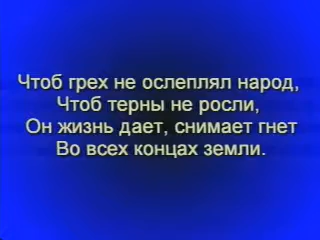 Чтоб грех не ослеплял народ,
Чтоб терны не росли,
Он жизнь дает, снимает гнет
Во всех концах земли.